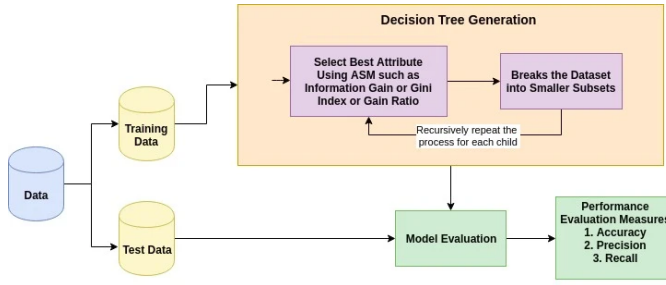 Decision Tree Generation
Select Best Attribute
Using ASM such as
Information Gain or Gini
Index or Gain Ratio
Breaks the Dataset
into Smaller Subsets
Recursively repeat the
process for each child
Training
Data
Data
Test Data
Model Evaluation
Performance
Evaluation Measures
1. Accuracy
2. Precision
3. Recall